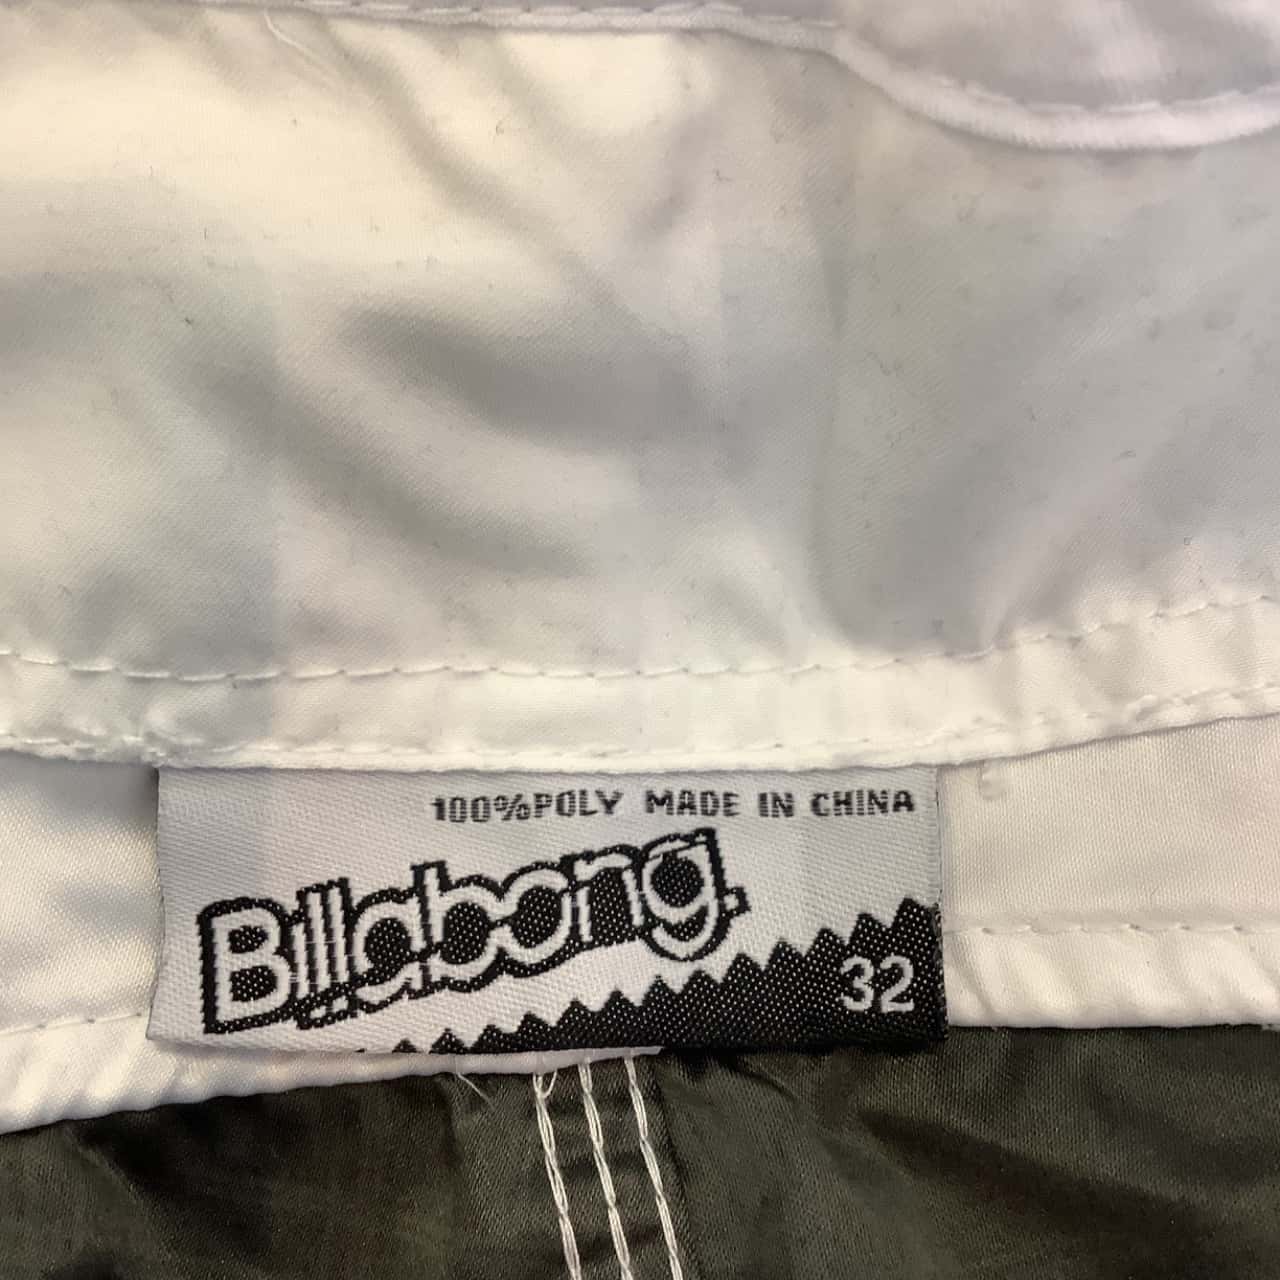 100%POLY MADE IN CHINA
Billabong.
32